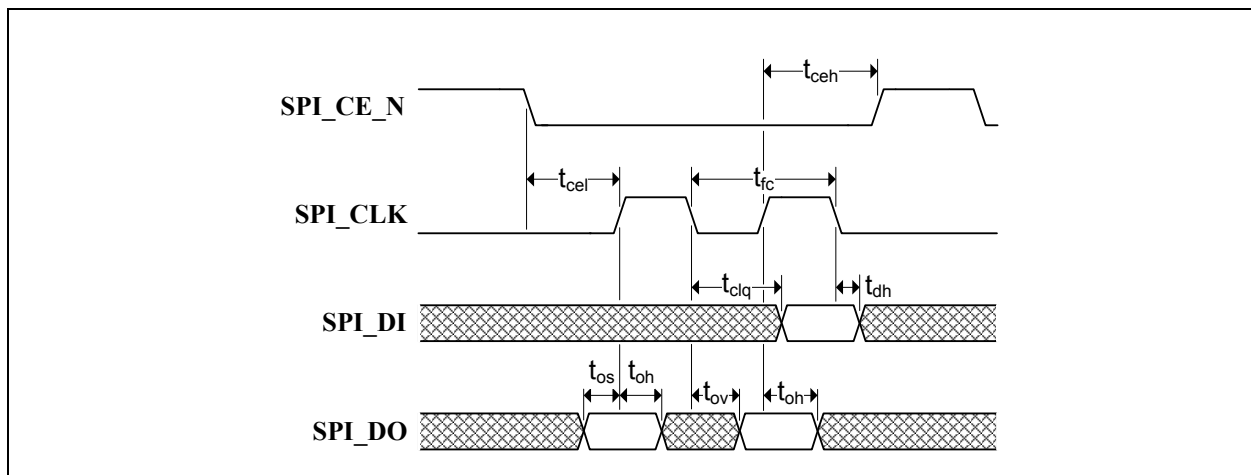 t_ceh
SPI_CE_N
t_cel
t_fc
SPI_CLK
t_clq
t_dh
SPI_DI
t_os t_oh t_ov t_oh
SPI_DO